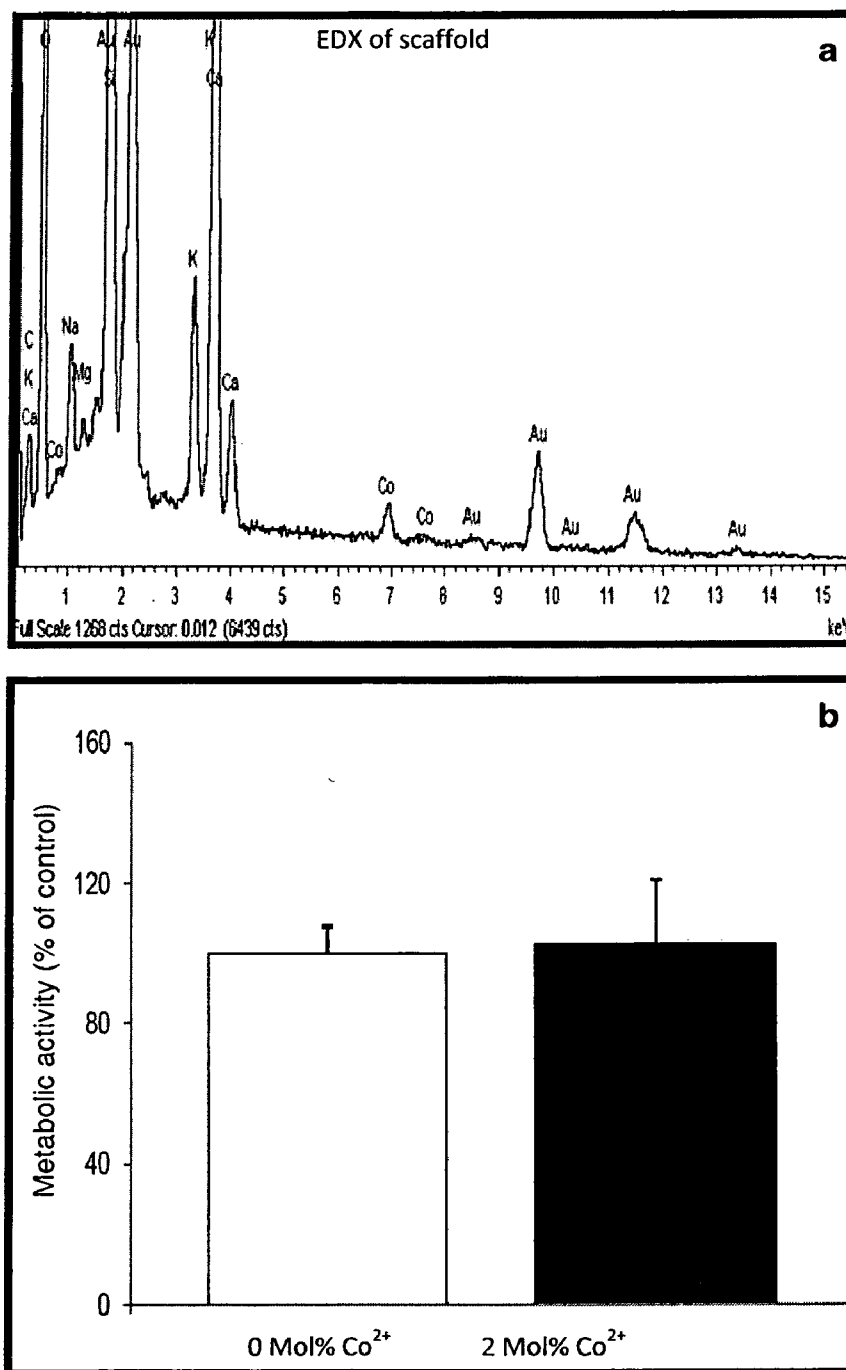 EDX of scaffold
a
O Au Au K
Si Ca
K
C
Na
K
Mg
Ca
Ca
Co
Au
Co
Co
Au
Au
Au
Au
1 2 3 4 5 6 7 8 9 10 11 12 13 14 15
Full Scale 1268 cts Cursor: 0.012 (6439 cts)
keV
b
Metabolic activity (% of control)
160
120
80
40
0
0 Mol% Co²⁺ 2 Mol% Co²⁺